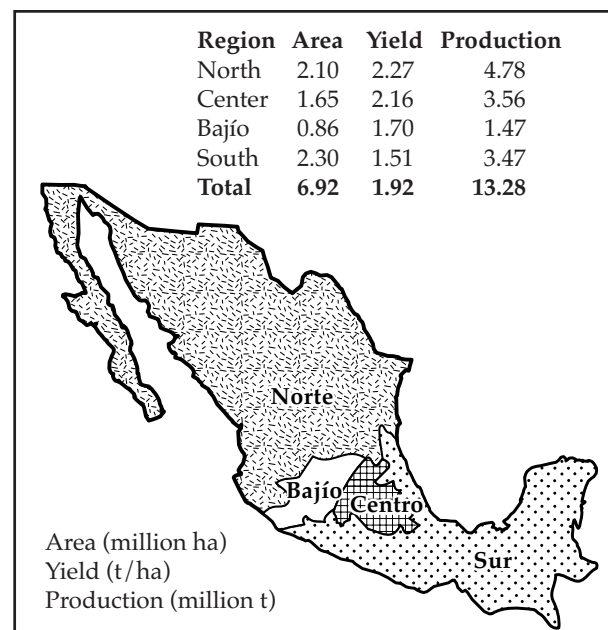 Region Area Yield Production
North 2.10 2.27 4.78
Center 1.65 2.16 3.56
Bajío 0.86 1.70 1.47
South 2.30 1.51 3.47
Total 6.92 1.92 13.28
Norte
Bajío
Centro
Sur
Area (million ha)
Yield (t/ha)
Production (million t)